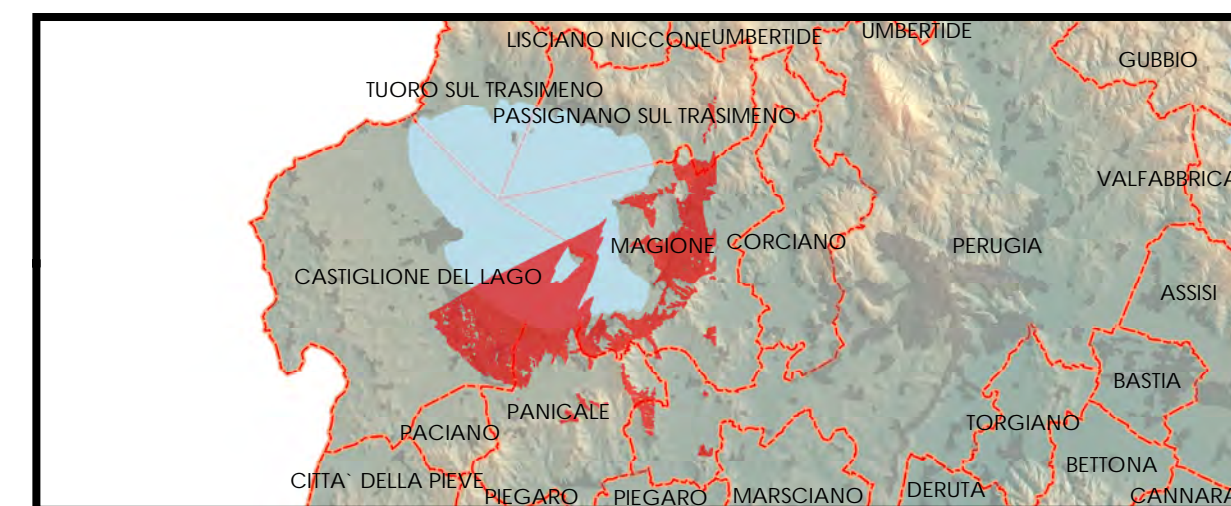 LISCIANO NICCONE
UMBERTIDE
UMBERTIDE
GUBBIO
TUORO SUL TRASIMENO
PASSIGNANO SUL TRASIMENO
VALFABBRICA
MAGIONE
CORCIANO
PERUGIA
CASTIGLIONE DEL LAGO
ASSISI
BASTIA
PANICALE
PACIANO
TORGIANO
BETTONA
CITTA` DELLA PIEVE
PIEGARO
PIEGARO
MARSCIANO
DERUTA
CANNARA